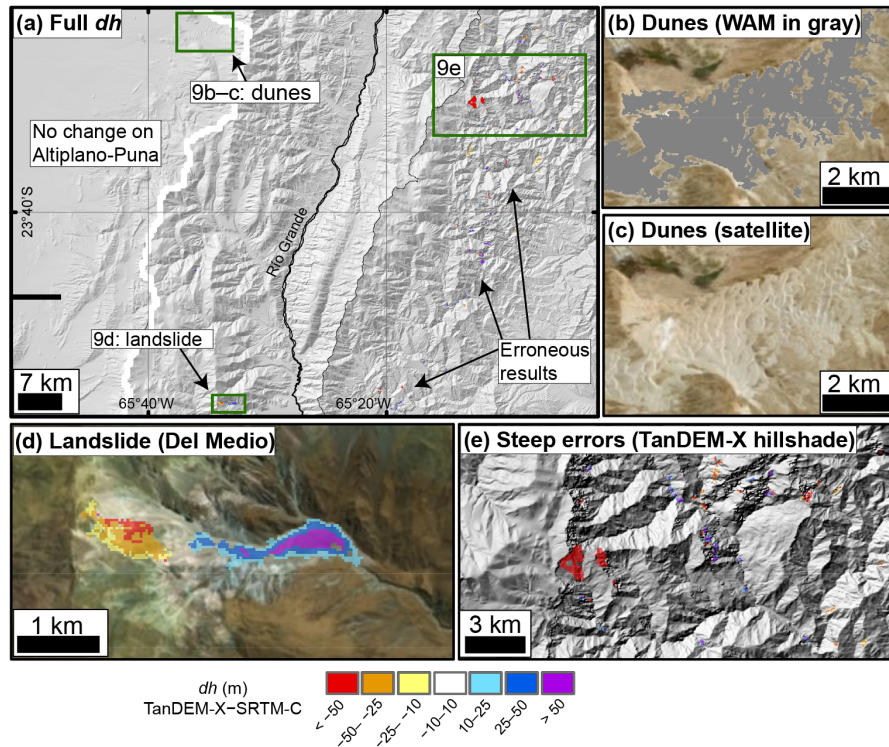 (a) Full dh
9b–c: dunes
9e
No change on
Altiplano-Puna
23°40'S
Rio Grande
9d: landslide
Erroneous
results
7 km
65°40'W
65°20'W
(b) Dunes (WAM in gray)
2 km
(c) Dunes (satellite)
2 km
(d) Landslide (Del Medio)
1 km
(e) Steep errors (TanDEM-X hillshade)
3 km
dh (m)
TanDEM-X−SRTM-C
< −50
−50– −25
−25– −10
−10–10
10–25
25–50
> 50